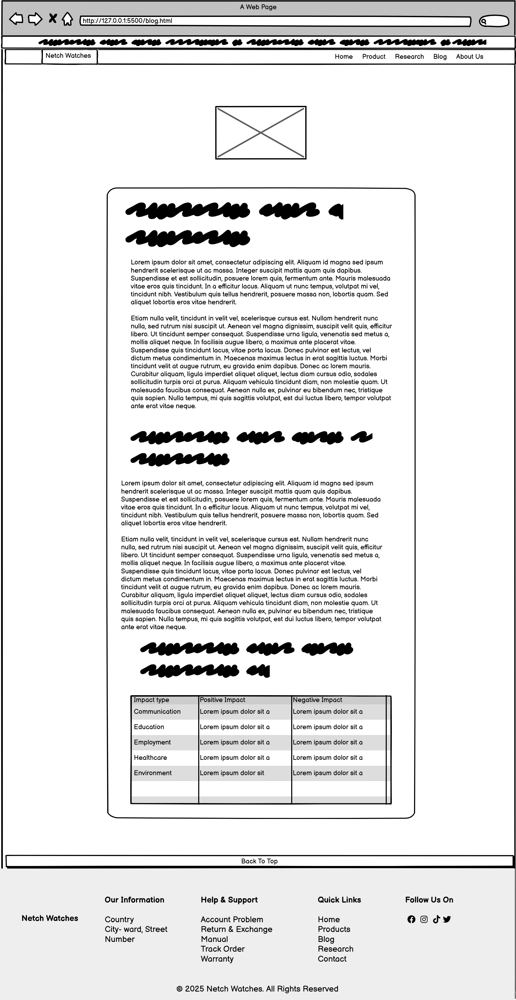 A Web Page
http://127.0.0.1:5500/blog.html
Netch Watches Home Product Research Blog About Us
Lorem ipsum dolor sit amet, consectetur adipiscing elit. Aliquam id magna sed ipsum
hendrerit scelerisque ut ac massa. Integer suscipit mattis quam quis dapibus.
Suspendisse et est sollicitudin, posuere lorem quis, fermentum ante. Mauris malesuada
vitae eros quis tincidunt. In a efficitur lacus. Aliquam ut nunc tempus, volutpat mi vel,
tincidunt nibh. Vestibulum quis tellus hendrerit, posuere massa non, lobortis quam. Sed
aliquet lobortis eros vitae hendrerit.
Etiam nulla velit, tincidunt in velit vel, scelerisque cursus est. Nullam hendrerit nunc
nulla, sed rutrum nisi suscipit ut. Aenean vel magna dignissim, suscipit velit quis, efficitur
libero. Ut tincidunt semper consequat. Suspendisse urna ligula, venenatis sed metus a,
mollis aliquet neque. In facilisis augue libero, a maximus ante placerat vitae.
Suspendisse quis tincidunt lacus, vitae porta lacus. Donec pulvinar est lectus, vel
dictum metus condimentum in. Maecenas maximus lectus in erat sagittis luctus. Morbi
tincidunt velit at augue rutrum, eu gravida enim dapibus. Donec ac lorem mauris.
Curabitur aliquam, ligula imperdiet aliquet aliquet, lectus diam cursus odio, sodales
sollicitudin turpis orci at purus. Aliquam vehicula tincidunt diam, non molestie quam. Ut
malesuada faucibus consequat. Aenean nulla ex, pulvinar eu bibendum nec, tristique
quis sapien. Nulla tempus, mi quis sagittis volutpat, est dui luctus libero, tempor volutpat
ante erat vitae neque.
Lorem ipsum dolor sit amet, consectetur adipiscing elit. Aliquam id magna sed ipsum
hendrerit scelerisque ut ac massa. Integer suscipit mattis quam quis dapibus.
Suspendisse et est sollicitudin, posuere lorem quis, fermentum ante. Mauris malesuada
vitae eros quis tincidunt. In a efficitur lacus. Aliquam ut nunc tempus, volutpat mi vel,
tincidunt nibh. Vestibulum quis tellus hendrerit, posuere massa non, lobortis quam. Sed
aliquet lobortis eros vitae hendrerit.
Etiam nulla velit, tincidunt in velit vel, scelerisque cursus est. Nullam hendrerit nunc
nulla, sed rutrum nisi suscipit ut. Aenean vel magna dignissim, suscipit velit quis, efficitur
libero. Ut tincidunt semper consequat. Suspendisse urna ligula, venenatis sed metus a,
mollis aliquet neque. In facilisis augue libero, a maximus ante placerat vitae.
Suspendisse quis tincidunt lacus, vitae porta lacus. Donec pulvinar est lectus, vel
dictum metus condimentum in. Maecenas maximus lectus in erat sagittis luctus. Morbi
tincidunt velit at augue rutrum, eu gravida enim dapibus. Donec ac lorem mauris.
Curabitur aliquam, ligula imperdiet aliquet aliquet, lectus diam cursus odio, sodales
sollicitudin turpis orci at purus. Aliquam vehicula tincidunt diam, non molestie quam. Ut
malesuada faucibus consequat. Aenean nulla ex, pulvinar eu bibendum nec, tristique
quis sapien. Nulla tempus, mi quis sagittis volutpat, est dui luctus libero, tempor volutpat
ante erat vitae neque.
Impact type Positive Impact Negative Impact
Communication Lorem ipsum dolor sit a Lorem ipsum dolor sit a
Education Lorem ipsum dolor sit a Lorem ipsum dolor sit a
Employment Lorem ipsum dolor sit a Lorem ipsum dolor sit a
Healthcare Lorem ipsum dolor sit a Lorem ipsum dolor sit a
Environment Lorem ipsum dolor sit Lorem ipsum dolor sit a
Back To Top
Netch Watches
Our Information
Country
City- ward, Street
Number
Help & Support
Account Problem
Return & Exchange
Manual
Track Order
Warranty
Quick Links
Home
Products
Blog
Research
Contact
Follow Us On
© 2025 Netch Watches. All Rights Reserved